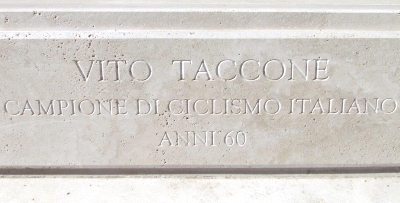 VITO TACCONE
CAMPIONE DI CICLISMO ITALIANO
ANNI '60